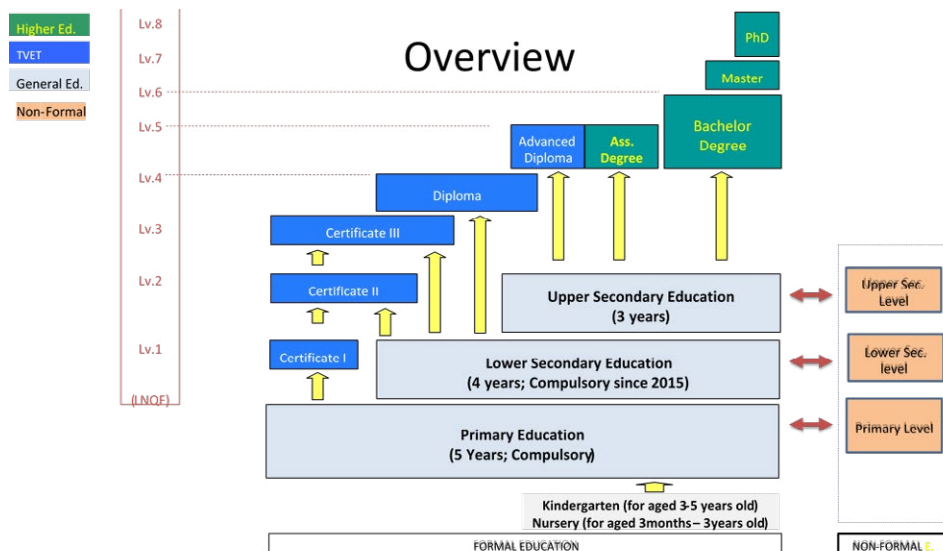 Higher Ed.
TVET
General Ed.
Non-Formal
Lv.8
Lv.7
Lv.6
Lv.5
Lv.4
Lv.3
Lv.2
Lv.1
(LNQF)
Overview
PhD
Master
Bachelor
Degree
Advanced
Diploma
Ass.
Degree
Diploma
Certificate III
Certificate II
Certificate I
Upper Secondary Education
(3 years)
Lower Secondary Education
(4 years; Compulsory since 2015)
Primary Education
(5 Years; Compulsory)
Kindergarten (for aged 3-5 years old)
Nursery (for aged 3months – 3years old)
Upper Sec.
Level
Lower Sec.
level
Primary Level
FORMAL EDUCATION
NON-FORMAL E.